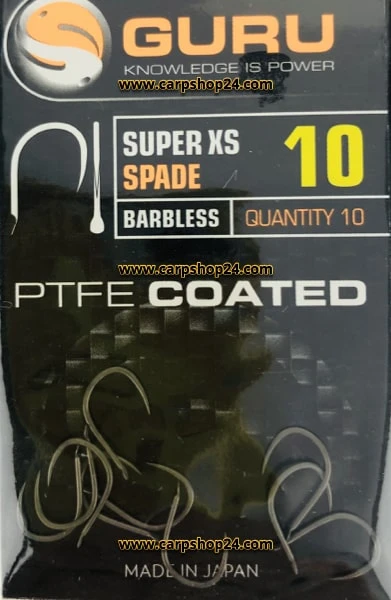 GURU
KNOWLEDGE IS POWER
www.carpshop24.com
SUPER XS
SPADE
10
BARBLESS
QUANTITY 10
www.carpshop24.com
PTFE COATED
www.carpshop24.com
MADE IN JAPAN